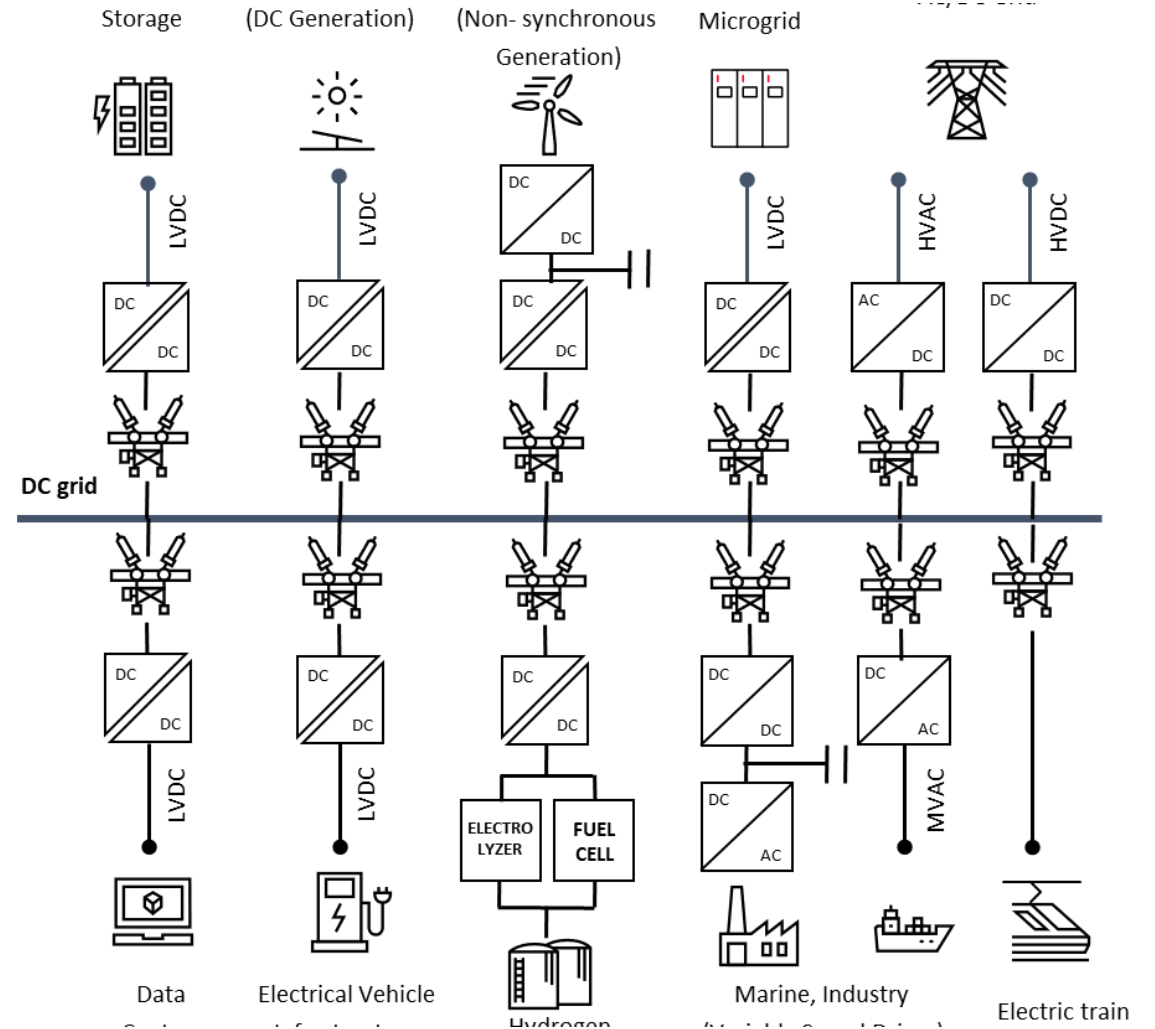 Storage
(DC Generation)
(Non- synchronous
Generation)
Microgrid
DC
DC
LVDC
LVDC
LVDC
HVAC
HVDC
DC
DC
DC
DC
DC
DC
DC
DC
AC
DC
DC
DC
DC grid
DC
DC
DC
DC
DC
DC
DC
DC
DC
AC
LVDC
LVDC
ELECTRO
LYZER
FUEL
CELL
DC
AC
MVAC
Data
Electrical Vehicle
Hydrogen
Marine, Industry
Electric train